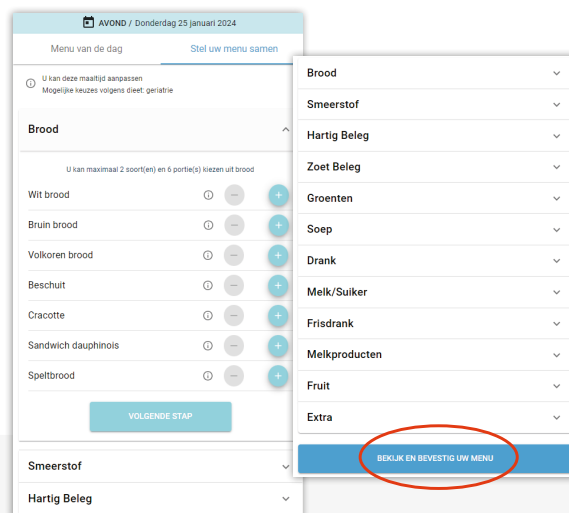 AVOND / Donderdag 25 januari 2024
Menu van de dag
Stel uw menu samen
U kan deze maaltijd aanpassen
Mogelijke keuzes volgens dieet: geriatrie
Brood
U kan maximaal 2 soort(en) en 6 portie(s) kiezen uit brood
Wit brood
Bruin brood
Volkoren brood
Beschuit
Cracotte
Sandwich dauphinois
Speltbrood
VOLGENDE STAP
Smeerstof
Hartig Beleg
Brood
Smeerstof
Hartig Beleg
Zoet Beleg
Groenten
Soep
Drank
Melk/Suiker
Frisdrank
Melkproducten
Fruit
Extra
BEKIJK EN BEVESTIG UW MENU